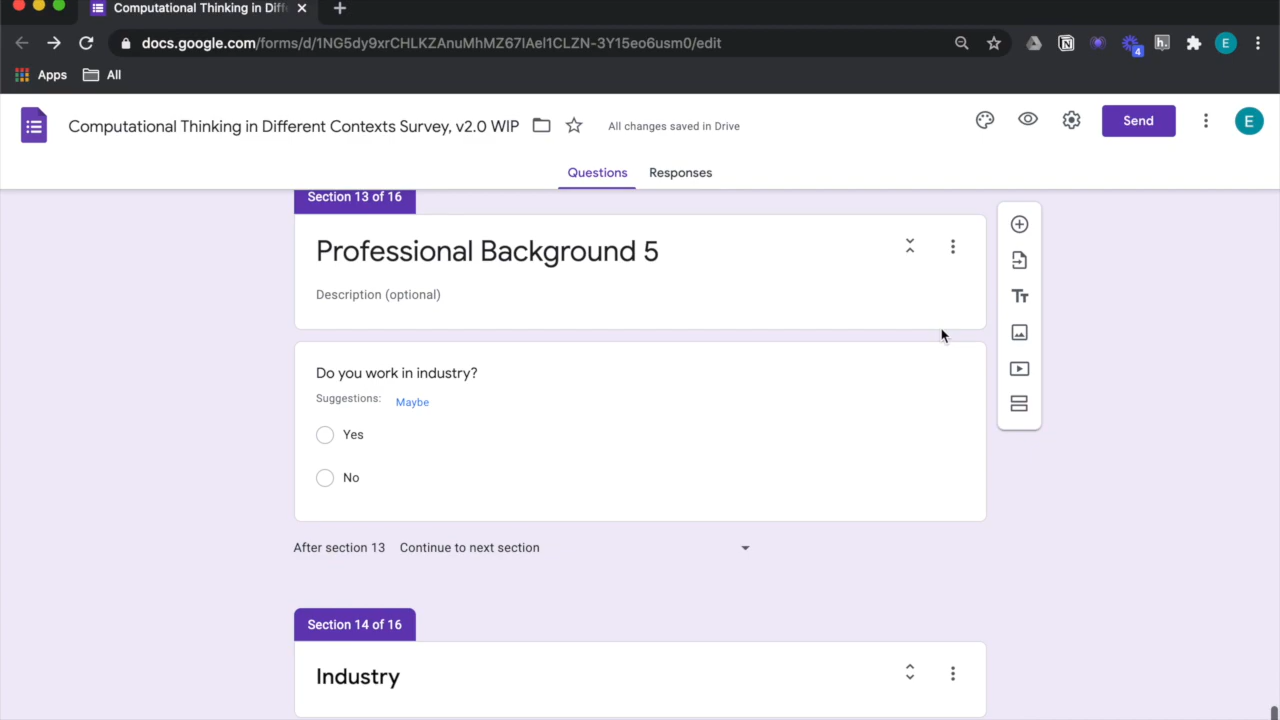 Computational Thinking in Diffe
docs.google.com/forms/d/1NG5dy9xrCHLKZAnuMhMZ67lAel1CLZN-3Y15eo6usm0/edit
h.
4
E
Apps
All
Computational Thinking in Different Contexts Survey, v2.0 WIP
All changes saved in Drive
Send
E
Questions
Responses
Section 13 of 16
Professional Background 5
Description (optional)
Tт
Do you work in industry?
Suggestions:
Maybe
Yes
No
After section 13
Continue to next section
Section 14 of 16
Industry